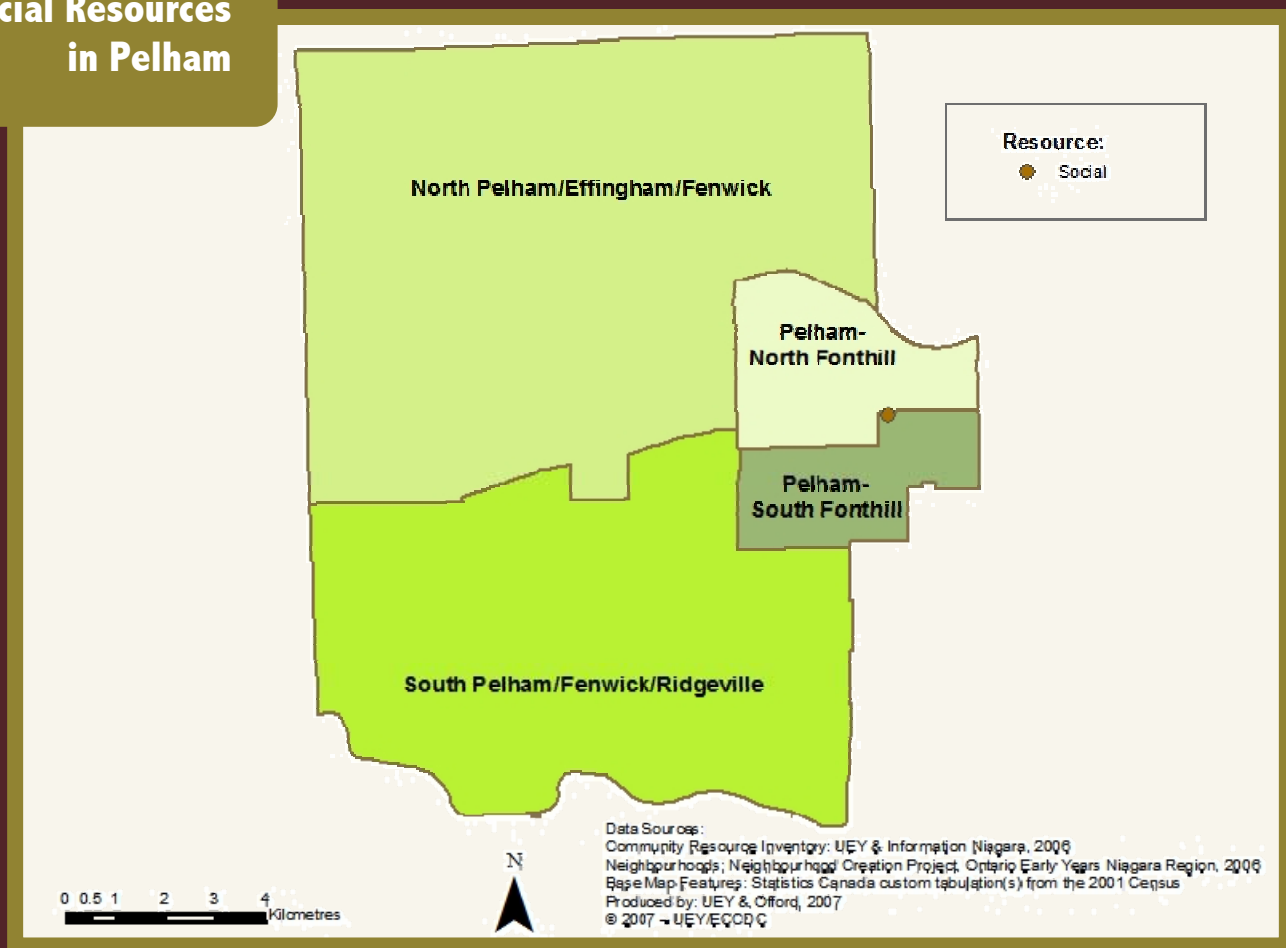 cial Resources
in Pelham
North Pelham/Effingham/Fenwick
Resource:
Social
Pelham-
North Fonthill
Pelham-
South Fonthill
South Pelham/Fenwick/Ridgeville
Data Sources:
Community Resource Inventory: UEY & Information Niagara, 2006
Neighbourhoods; Neighbourhood Creation Project, Ontario Early Years Niagara Region, 2006
Base Map Features: Statistics Canada custom tabulation(s) from the 2001 Census
Produced by: UEY & Offord, 2007
© 2007 - UEY/ECCDC
N
0 0.5 1 2 3 4
Kilometres